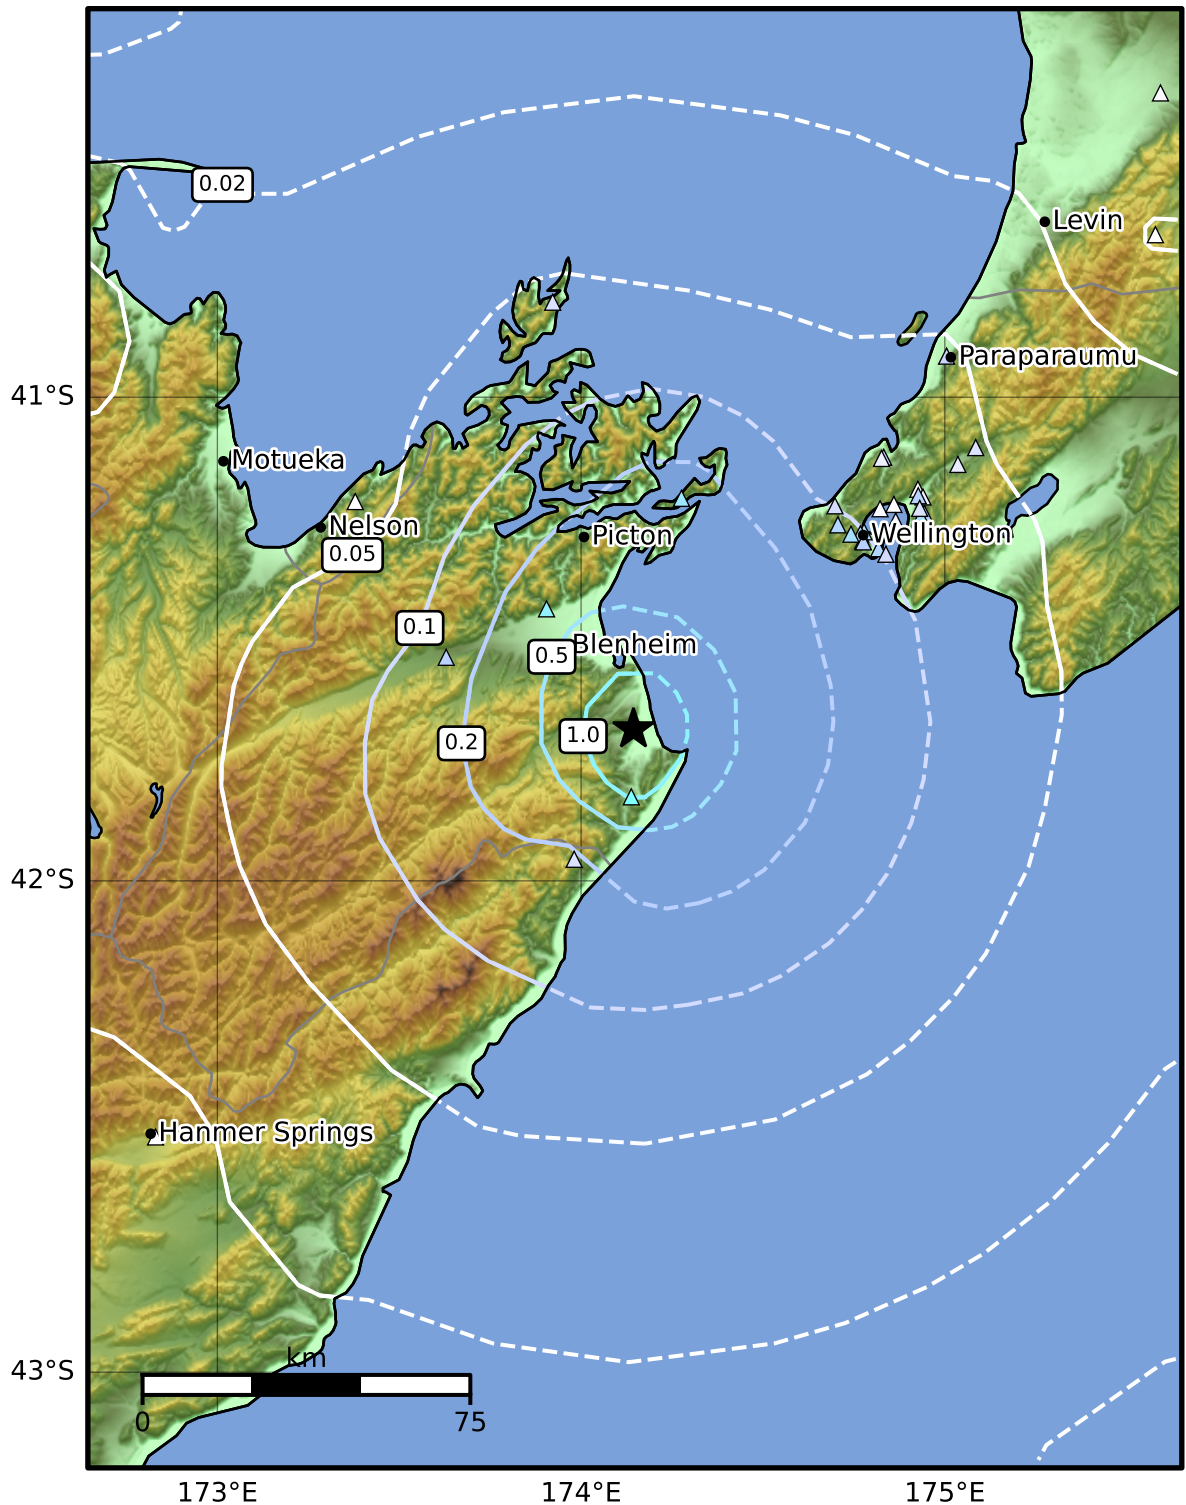 0.02
Levin
Paraparaumu
41°S
Motueka
Nelson
Wellington
Picton
0.05
0.1
Blenheim
0.5
1.0
0.2
42°S
Hanmer Springs
km
43°S
0
75
173°E
174°E
175°E